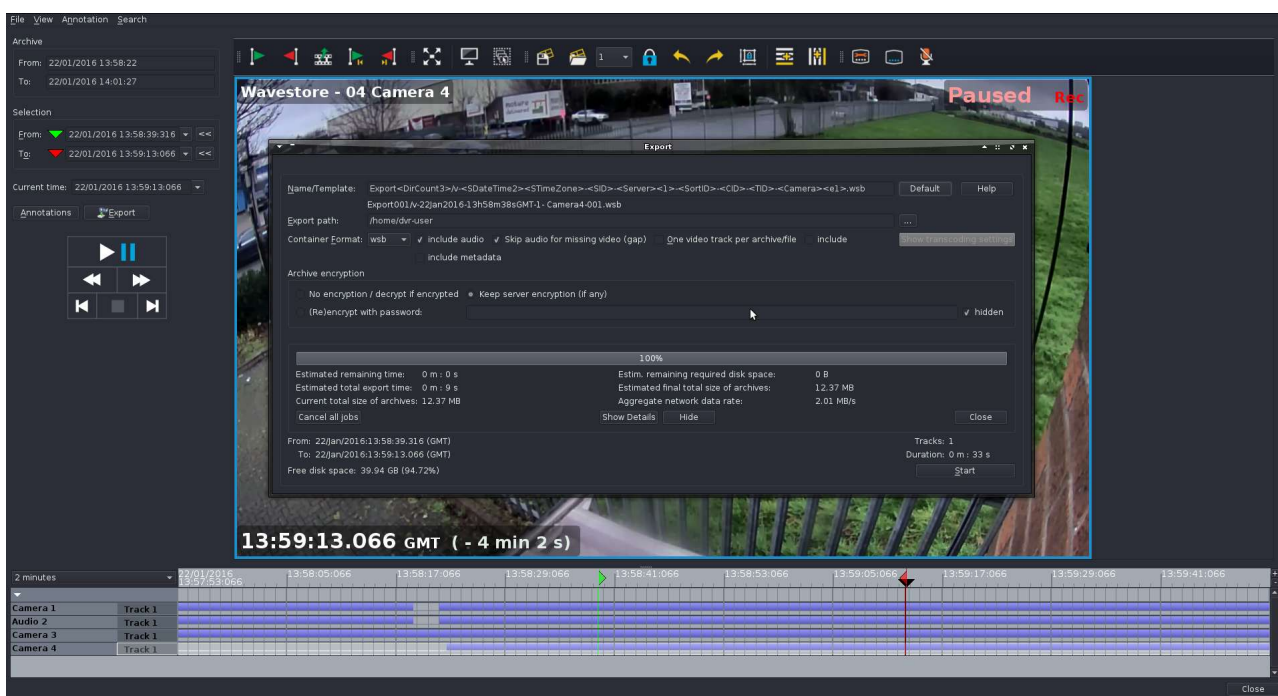 File View Annotation Search
Archive
From: 22/01/2016 13:58:22
To: 22/01/2016 14:01:27
Selection
From: 22/01/2016 13:58:39:316 <<
To: 22/01/2016 13:59:13:066 <<
Current time: 22/01/2016 13:59:13:066
Annotations Export
1
Wavestore - 04 Camera 4
Paused Rec
nature
delivered
Export
Name/Template: Export<DirCount3>/v-<SDateTime2><STimeZone>-<SID>-<Server><1>-<SortID>-<CID>-<TID>-<Camera><e1>.wsb Default Help
Export001/v-22Jan2016-13h58m38sGMT-1- Camera4-001.wsb
Export path: /home/dvr-user ...
Container Format: wsb include audio Skip audio for missing video (gap) One video track per archive/file include Show transcoding settings
include metadata
Archive encryption
No encryption / decrypt if encrypted Keep server encryption (if any)
(Re)encrypt with password: hidden
100%
Estimated remaining time: 0 m : 0 s Estim. remaining required disk space: 0 B
Estimated total export time: 0 m : 9 s Estimated final total size of archives: 12.37 MB
Current total size of archives: 12.37 MB Aggregate network data rate: 2.01 MB/s
Cancel all jobs Show Details Hide Close
From: 22/Jan/2016:13:58:39.316 (GMT) Tracks: 1
To: 22/Jan/2016:13:59:13.066 (GMT) Duration: 0 m : 33 s
Free disk space: 39.94 GB (94.72%) Start
13:59:13.066 GMT ( - 4 min 2 s)
2 minutes 22/01/2016 13:58:05:066 13:58:17:066 13:58:29:066 13:58:41:066 13:58:53:066 13:59:05:066 13:59:17:066 13:59:29:066 13:59:41:066
13:57:53:066
Camera 1 Track 1
Audio 2 Track 1
Camera 3 Track 1
Camera 4 Track 1
Close